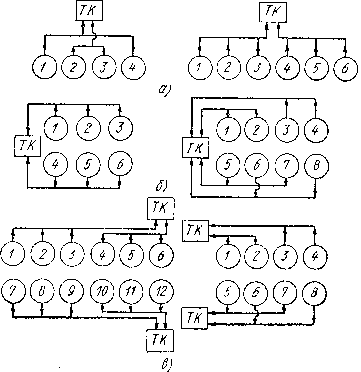 ТК ТК
1 2 3 4 1 2 3 4 5 6
а)
1 2 3 1 2 3 4
ТК ТК
4 5 6 5 6 7 8
б)
ТК
ТК
1 2 3 4 5 6 1 2 3 4
7 8 9 10 11 12 5 6 7 8
ТК
ТК
в)